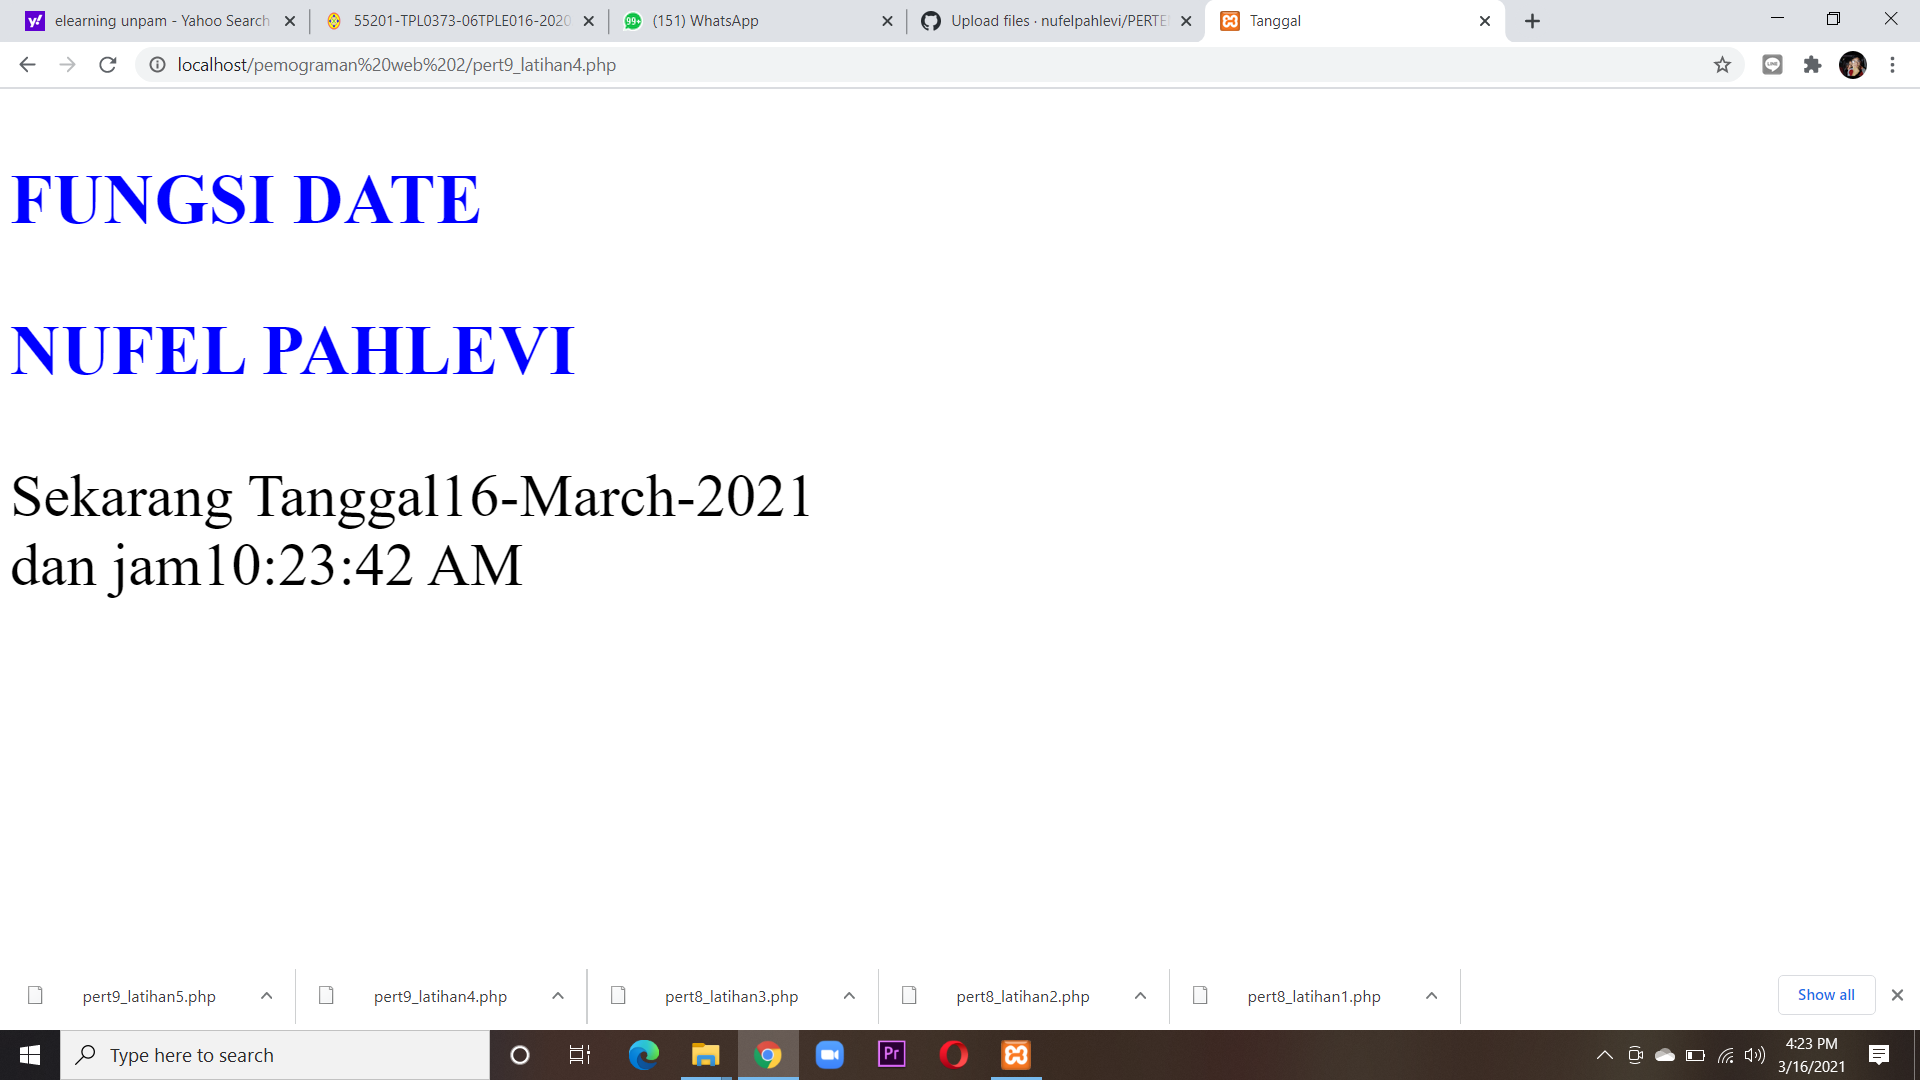 elearning unpam - Yahoo Search
55201-TPL0373-06TPLE016-2020
(151) WhatsApp
Upload files · nufelpahlevi/PERTE
Tanggal
localhost/pemograman%20web%202/pert9_latihan4.php
FUNGSI DATE
NUFEL PAHLEVI
Sekarang Tanggal16-March-2021
dan jam10:23:42 AM
pert9_latihan5.php
pert9_latihan4.php
pert8_latihan3.php
pert8_latihan2.php
pert8_latihan1.php
Show all
Type here to search
Pr
4:23 PM
3/16/2021